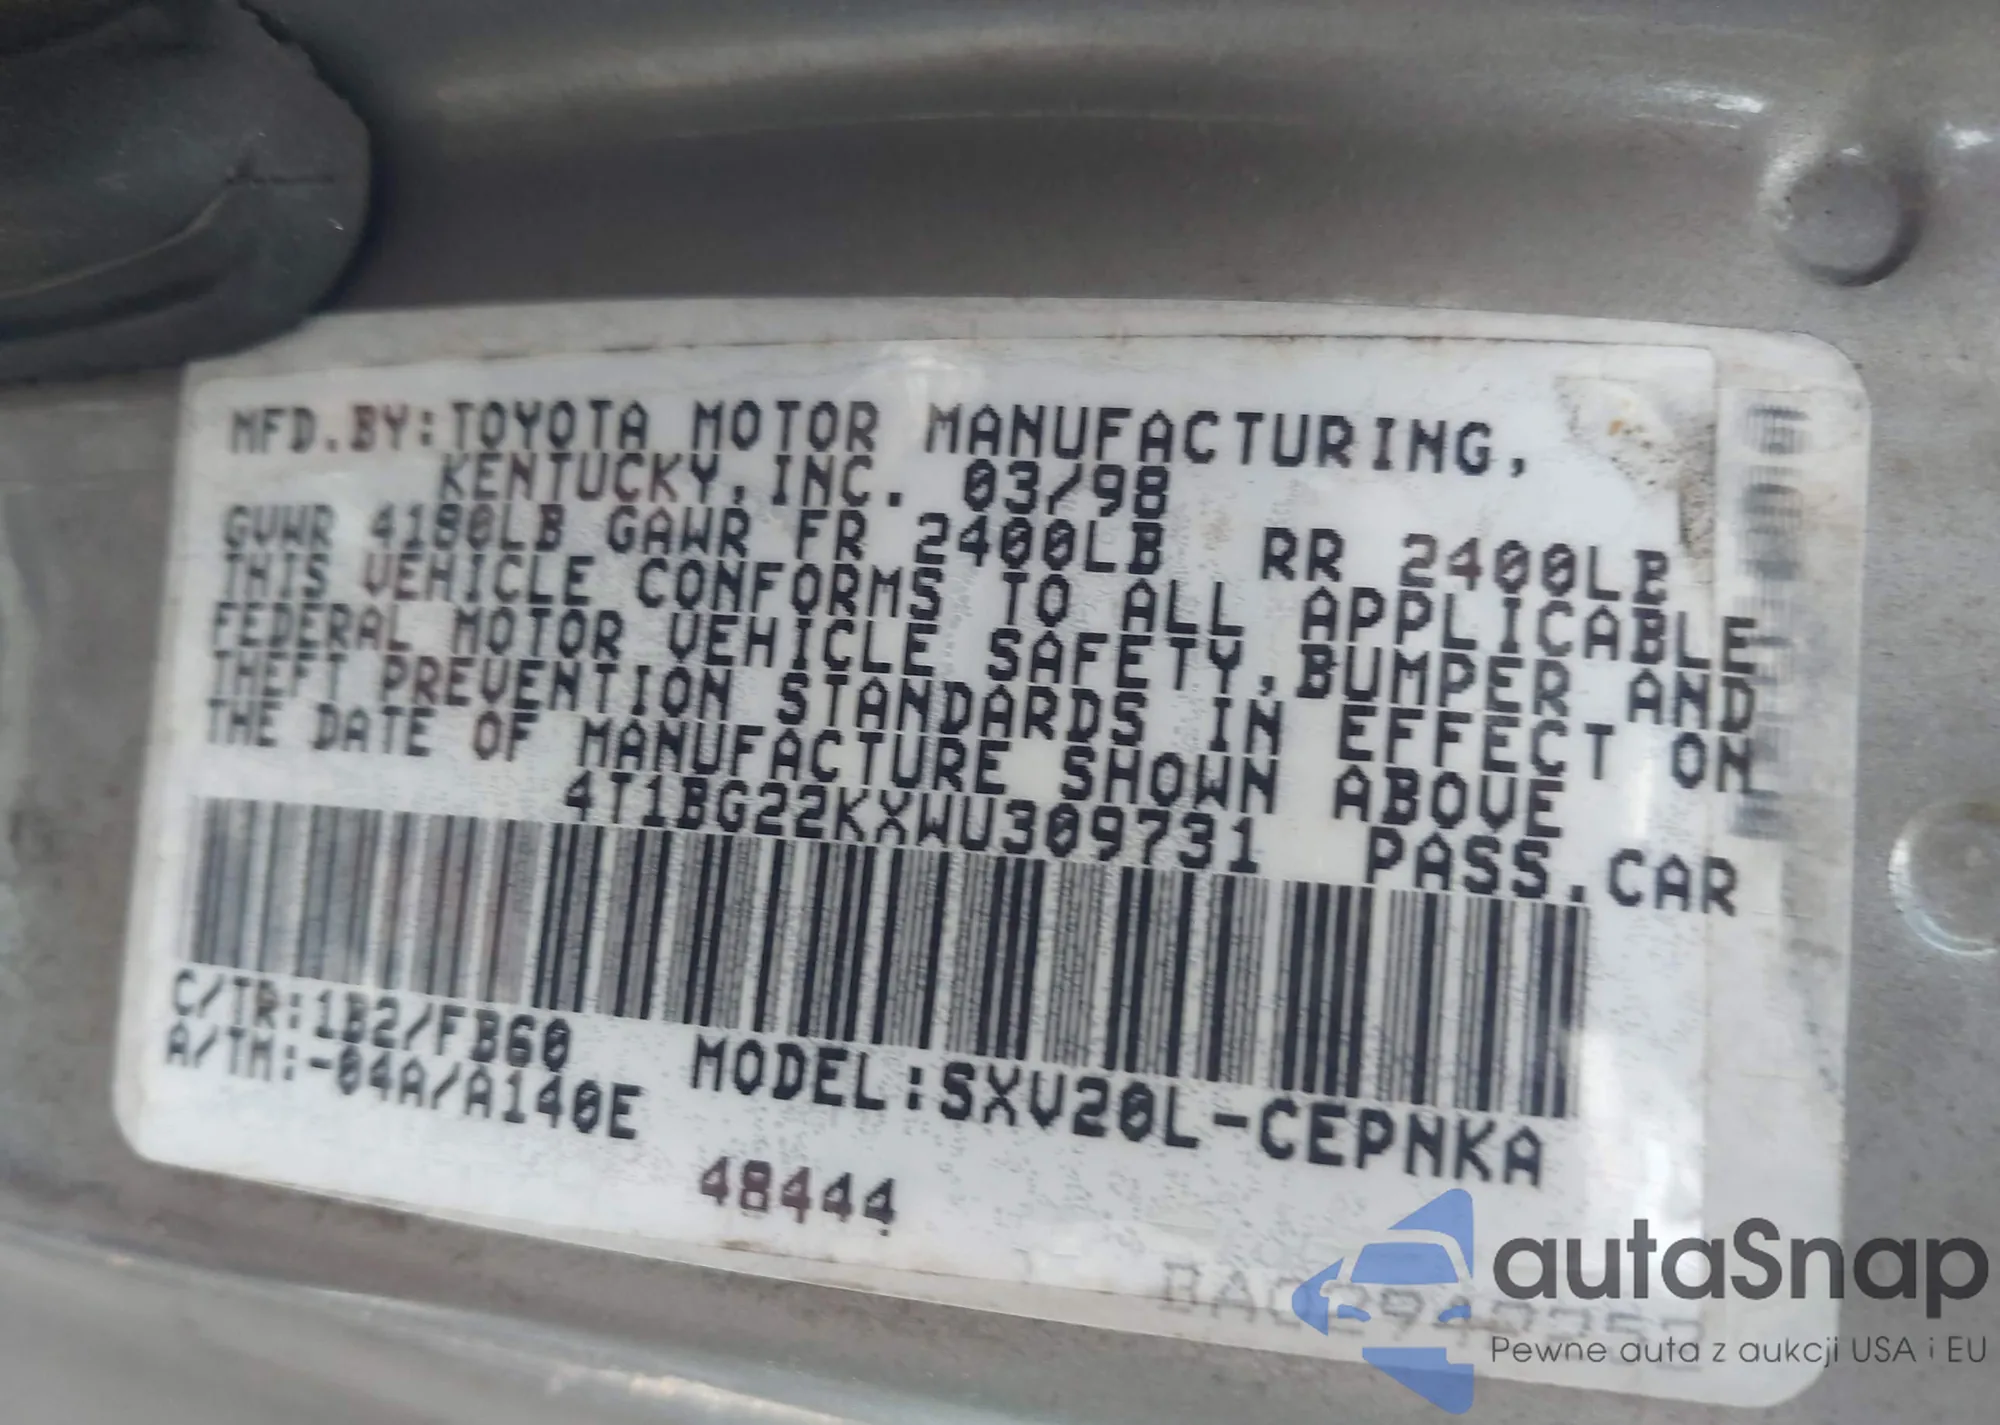 MFD.BY:TOYOTA MOTOR MANUFACTURING,
KENTUCKY,INC. 03/98
GVWR 4180LB GAWR FR 2400LB RR 2400LB
THIS VEHICLE CONFORMS TO ALL APPLICABLE
FEDERAL MOTOR VEHICLE SAFETY,BUMPER AND
THEFT PREVENTION STANDARDS IN EFFECT ON
THE DATE OF MANUFACTURE SHOWN ABOVE
4T1BG22KXWU309731 PASS.CAR
C/TR:1B2/FB60
A/TM:-04A/A140E MODEL:SXV20L-CEPNKA
48444
autaSnap
Pewne auta z aukcji USA i EU